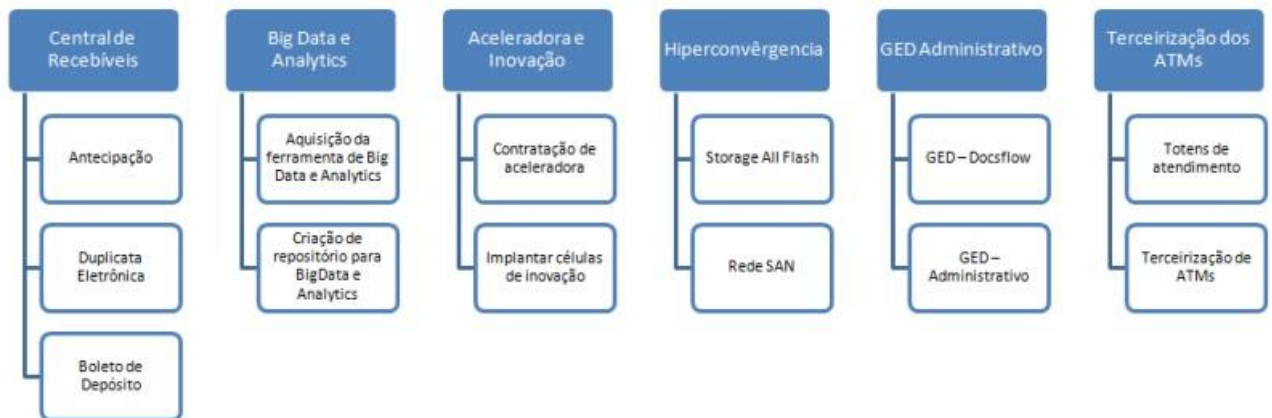 Central de
Recebíveis
Antecipação
Duplicata
Eletrônica
Boleto de
Depósito
Big Data e
Analytics
Aquisição da
ferramenta de Big
Data e Analytics
Criação de
repositório para
BigData e
Analytics
Aceleradora e
Inovação
Contratação de
aceleradora
Implantar células
de inovação
Hiperconvêrgencia
Storage All Flash
Rede SAN
GED Administrativo
GED – Docsflow
GED –
Administrativo
Terceirização dos
ATMs
Totens de
atendimento
Terceirização de
ATMs